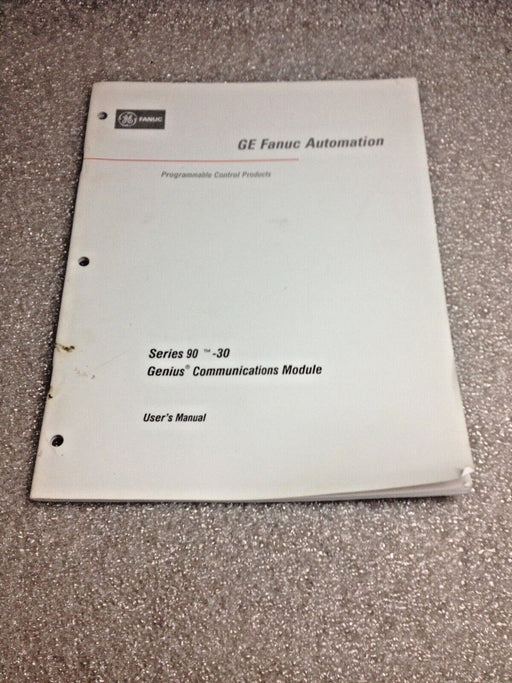 GE FANUC
GE Fanuc Automation
Programmable Control Products
Series 90 ™ -30
Genius® Communications Module
User's Manual